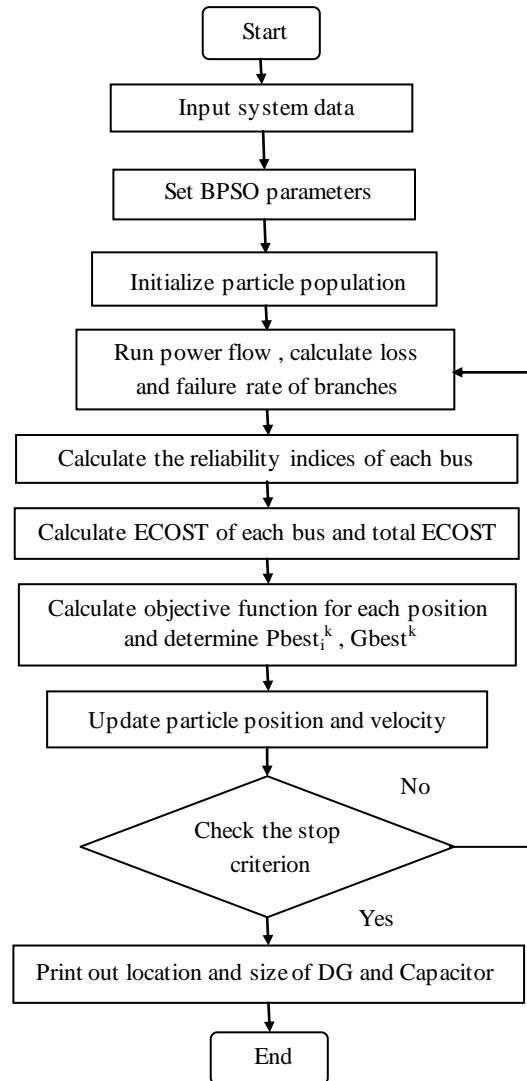 Start
Input system data
Set BPSO parameters
Initialize particle population
Run power flow , calculate loss
and failure rate of branches
Calculate the reliability indices of each bus
Calculate ECOST of each bus and total ECOST
Calculate objective function for each position
and determine Pbest_i^k , Gbest^k
Update particle position and velocity
No
Check the stop
criterion
Yes
Print out location and size of DG and Capacitor
End